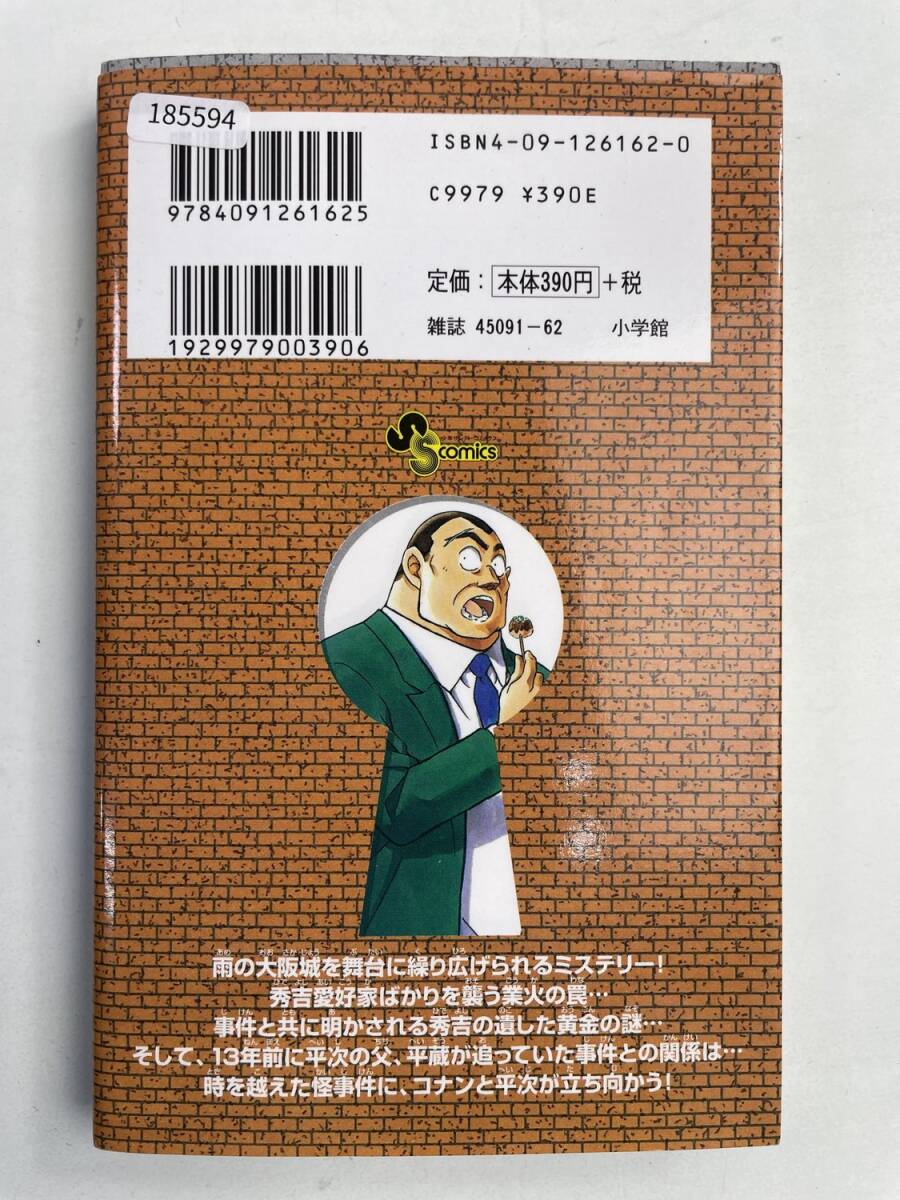 185594
9784091261625
1929979003906
ISBN4-09-126162-0
C9979 ¥390E
定価：本体390円+税
雑誌 45091-62 小学館
SS comics
雨の大阪城を舞台に繰り広げられるミステリー！
秀吉愛好家ばかりを襲う業火の罠…
事件と共に明かされる秀吉の遺した黄金の謎…
そして、13年前に平次の父、平蔵が追っていた事件との関係は…
時を越えた怪事件に、コナンと平次が立ち向かう！